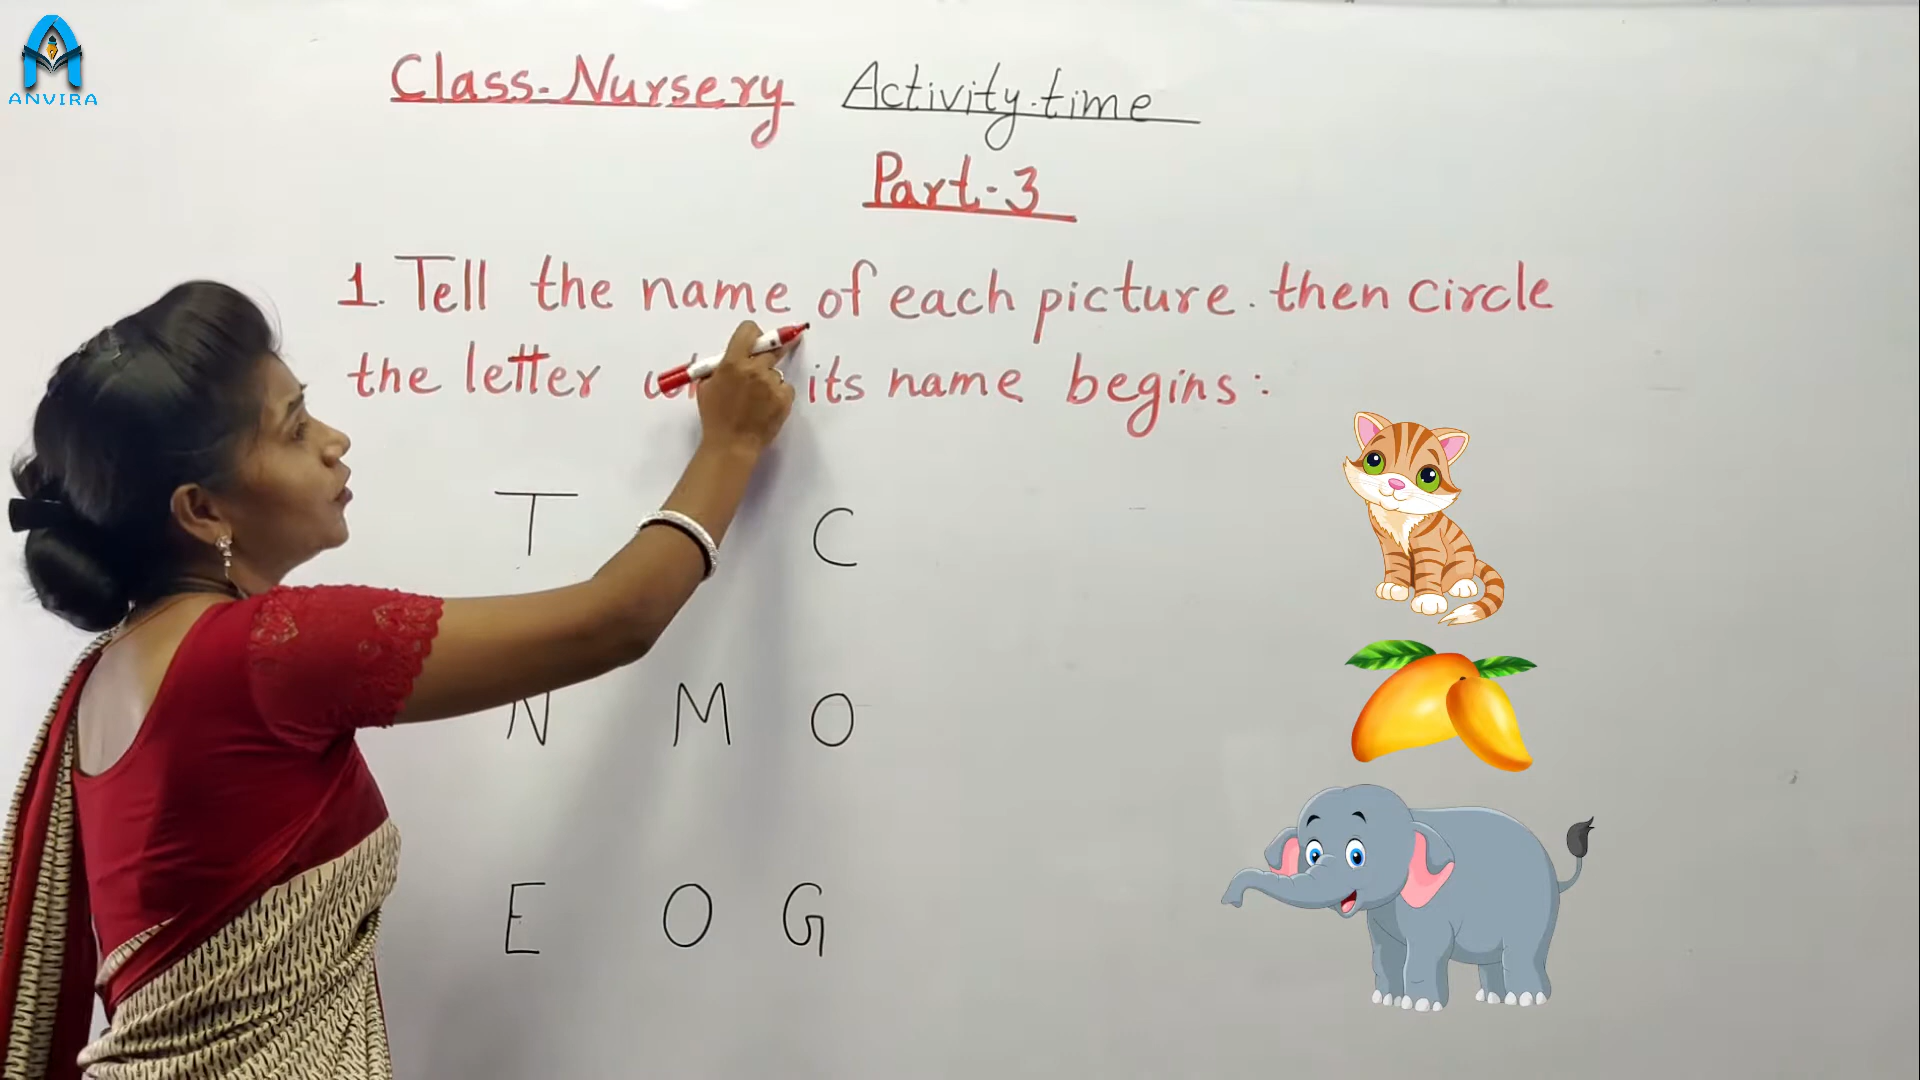 ANVIRA
Class-Nursery Activity-time
Part-3
1. Tell the name of each picture. then circle
the letter its name begins:
T C
N M O
E O G